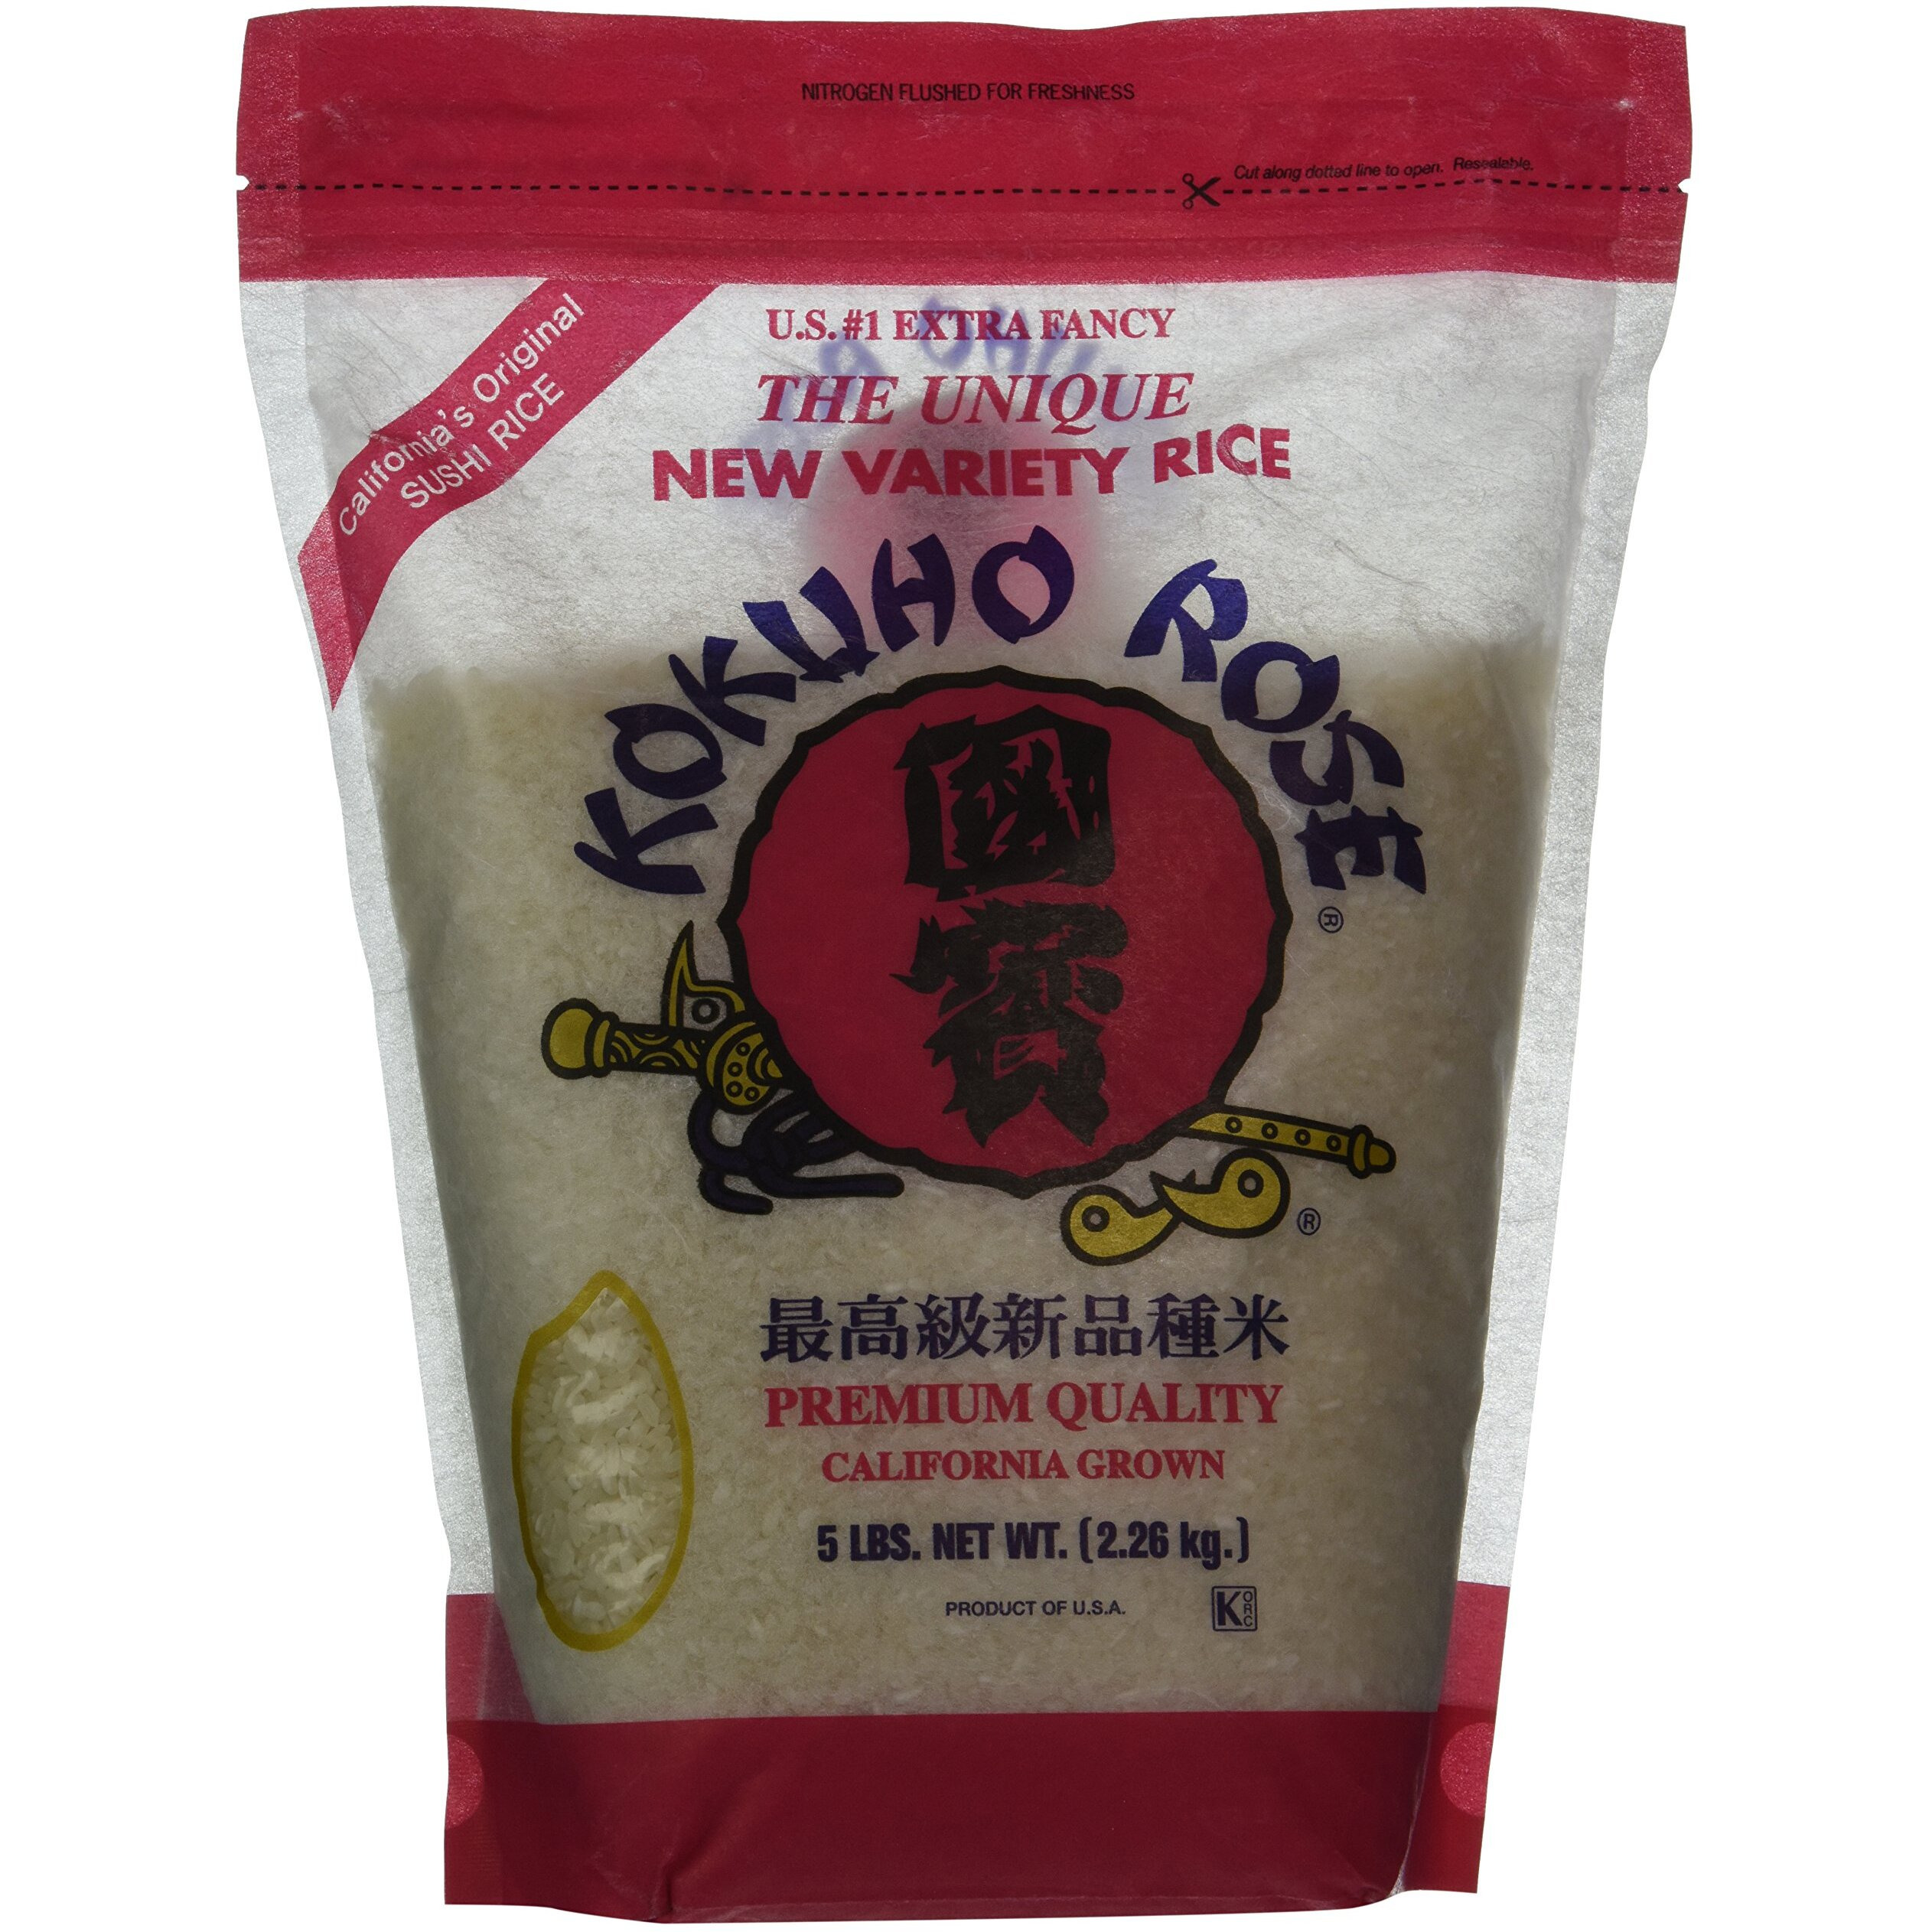 NITROGEN FLUSHED FOR FRESHNESS
Cut along dotted line to open. Resealable.
California's Original
SUSHI RICE
U.S. #1 EXTRA FANCY
THE UNIQUE
NEW VARIETY RICE
KOKUHO ROSE
®
國
寳
®
最高級新品種米
PREMIUM QUALITY
CALIFORNIA GROWN
5 LBS. NET WT. (2.26 kg.)
PRODUCT OF U.S.A.
K ORC